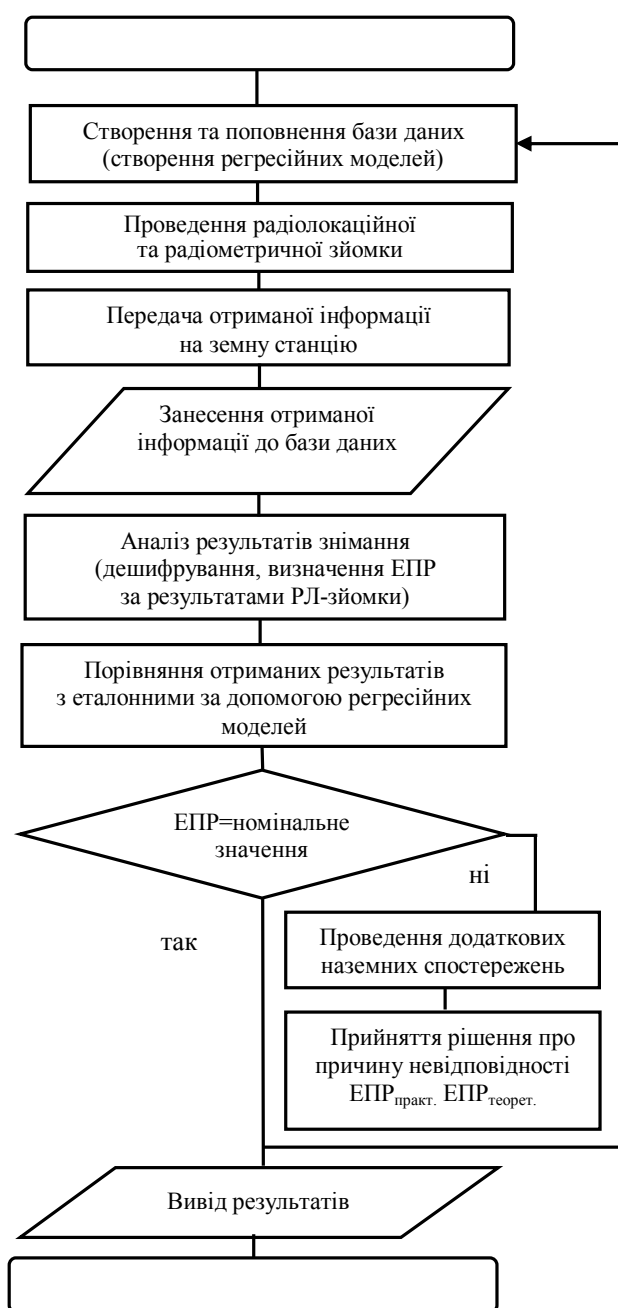 Створення та поповнення бази даних
(створення регресійних моделей)
Проведення радіолокаційної
та радіометричної зйомки
Передача отриманої інформації
на земну станцію
Занесення отриманої
інформації до бази даних
Аналіз результатів знімання
(дешифрування, визначення ЕПР
за результатами РЛ-зйомки)
Порівняння отриманих результатів
з еталонними за допомогою регресійних
моделей
ЕПР=номінальне
значення
ні
так
Проведення додаткових
наземних спостережень
Прийняття рішення про
причину невідповідності
ЕПРпракт. ЕПРтеорет.
Вивід результатів